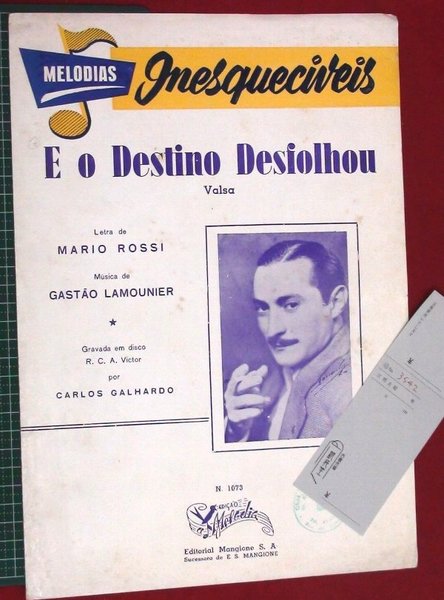 MELODIAS
Inesquecíveis
E o Destino Desfolhou
Valsa
Letra de
MARIO ROSSI
Música de
GASTÃO LAMOUNIER
Gravada em disco
R. C. A. Victor
por
CARLOS GALHARDO
N. 1073
EDIÇÃO
A Melodia
Editorial Mangione S. A
Sucessora de E S. MANGIONE
3542